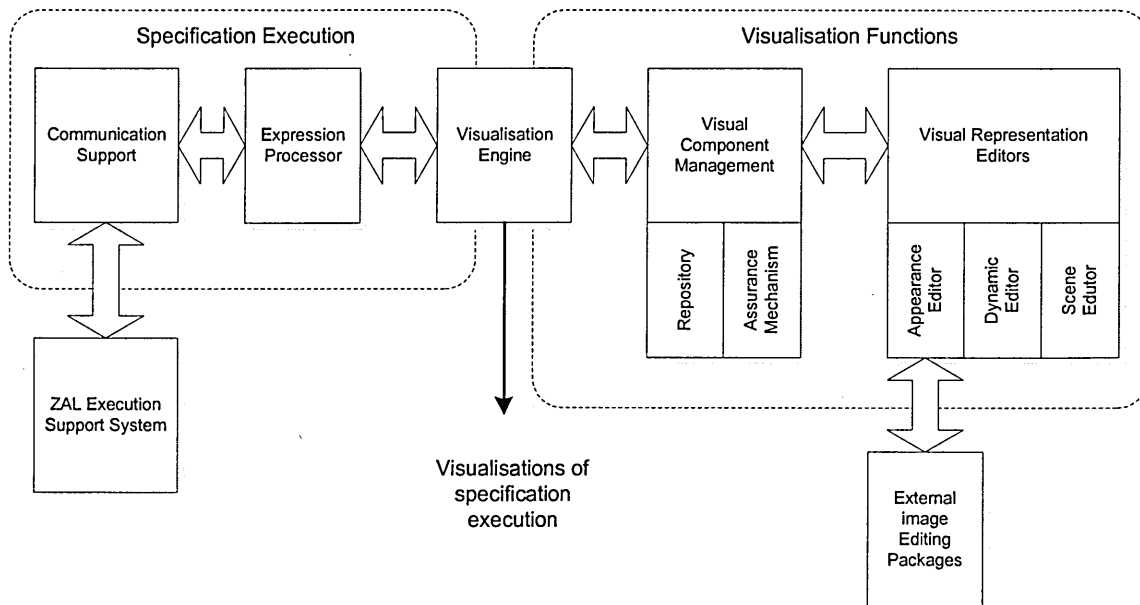 Specification Execution
Visualisation Functions
Communication
Support
Expression
Processor
Visualisation
Engine
Visual
Component
Management
Visual Representation
Editors
Repository
Assurance
Mechanism
Appearance
Editor
Dynamic
Editor
Scene
Edutor
ZAL Execution
Support System
Visualisations of
specification
execution
External
image
Editing
Packages